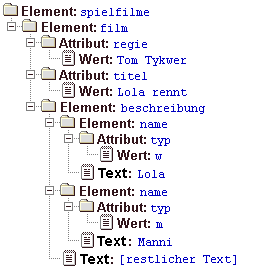 Element: spielfilme
Element: film
Attribut: regie
Wert: Tom Tykwer
Attribut: titel
Wert: Lola rennt
Element: beschreibung
Element: name
Attribut: typ
Wert: w
Text: Lola
Element: name
Attribut: typ
Wert: m
Text: Manni
Text: [restlicher Text]